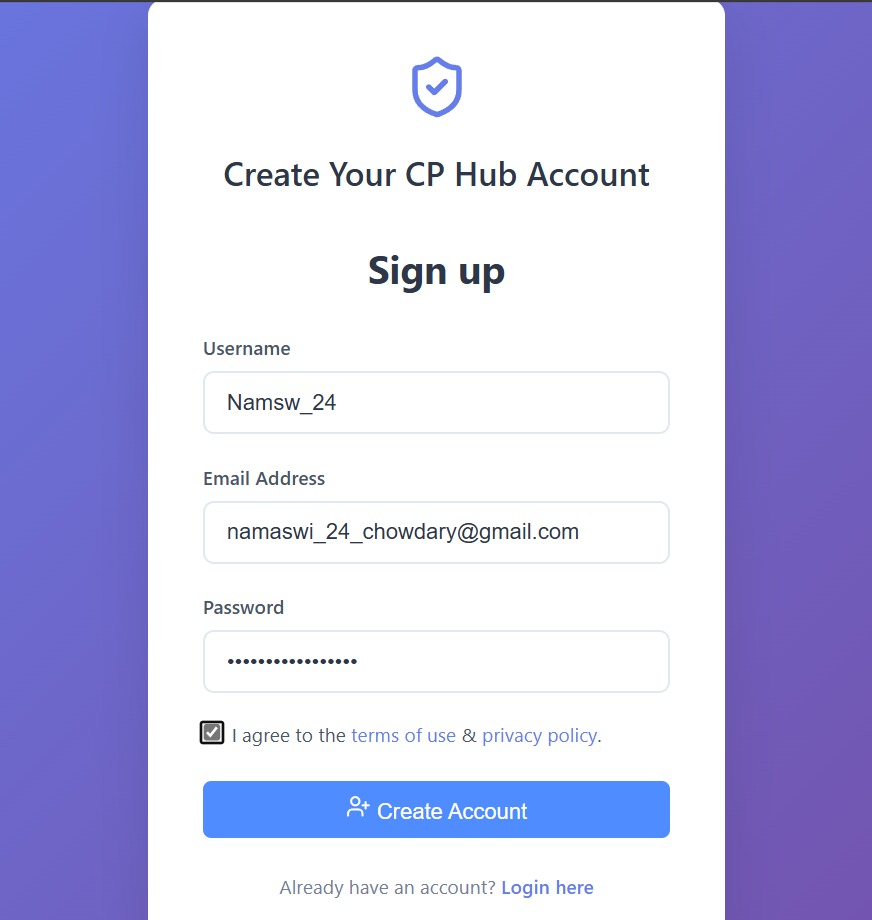 Create Your CP Hub Account
Sign up
Username
Namsw_24
Email Address
namaswi_24_chowdary@gmail.com
Password
•••••••••••••••••
I agree to the terms of use & privacy policy.
Create Account
Already have an account? Login here